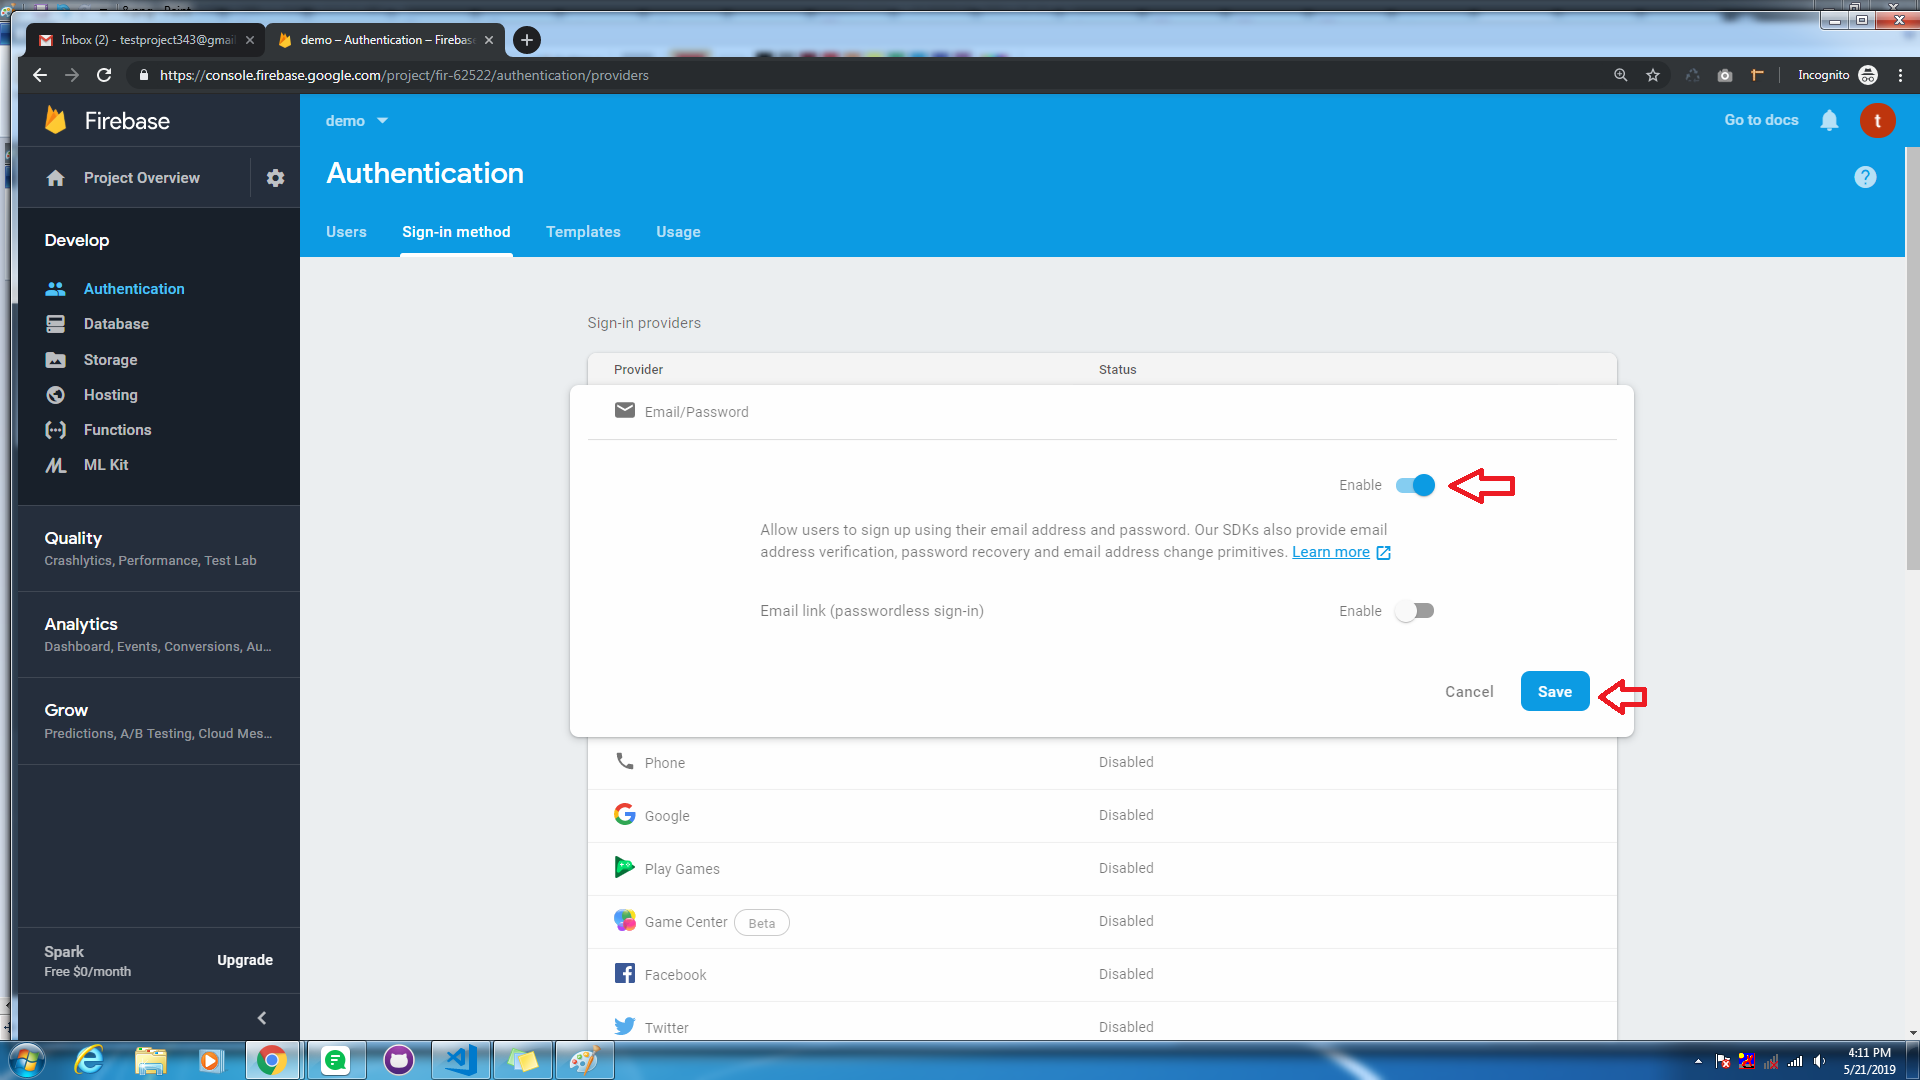 Inbox (2) - testproject343@gmai
demo – Authentication – Firebas
https://console.firebase.google.com/project/fir-62522/authentication/providers
Incognito
Firebase
demo
Go to docs
t
Project Overview
Authentication
?
Users
Sign-in method
Templates
Usage
Develop
Authentication
Database
Storage
Hosting
Functions
ML Kit
Quality
Crashlytics, Performance, Test Lab
Analytics
Dashboard, Events, Conversions, Au...
Grow
Predictions, A/B Testing, Cloud Mes...
Spark
Free $0/month
Upgrade
Sign-in providers
Provider
Status
Email/Password
Enable
Allow users to sign up using their email address and password. Our SDKs also provide email
address verification, password recovery and email address change primitives. Learn more
Email link (passwordless sign-in)
Enable
Cancel
Save
Phone
Disabled
Google
Disabled
Play Games
Disabled
Game Center
Beta
Disabled
Facebook
Disabled
Twitter
Disabled
4:11 PM
5/21/2019